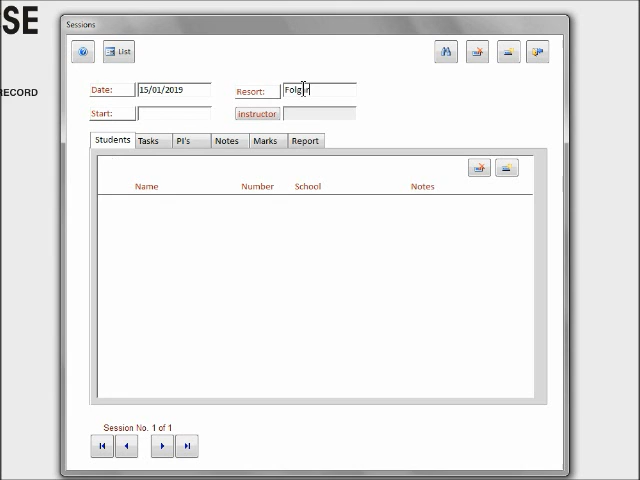 SE
RECORD
Sessions
List
Date: 15/01/2019
Resort:
Start:
instructor
Students Tasks PI's Notes Marks Report
Name Number School Notes
Session No. 1 of 1